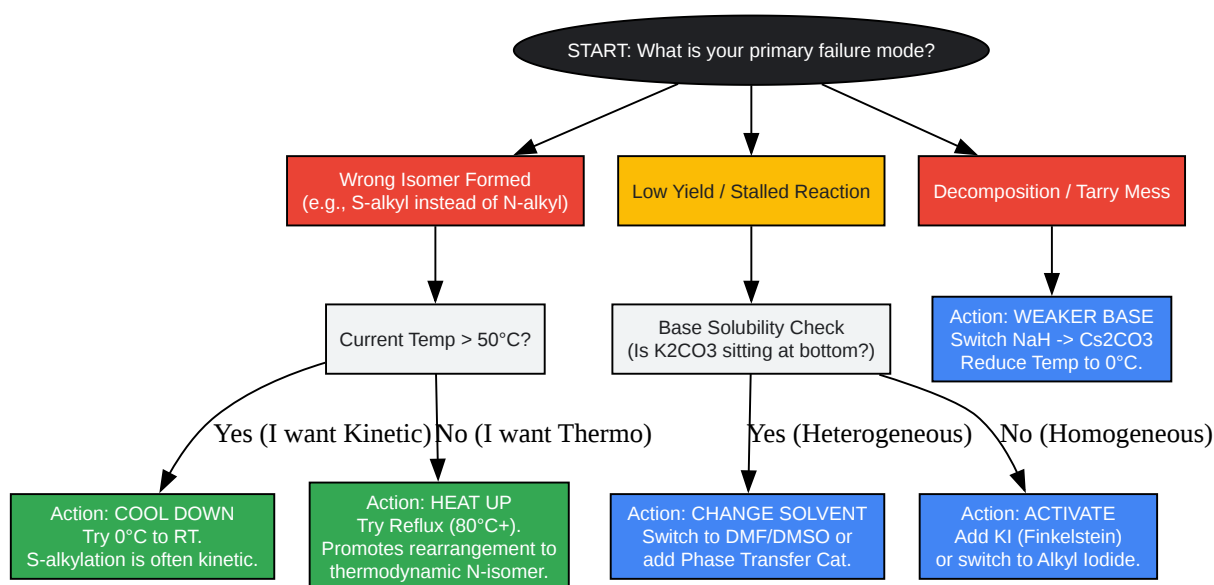 START: What is your primary failure mode?
Wrong Isomer Formed
(e.g., S-alkyl instead of N-alkyl)
Low Yield / Stalled Reaction
Decomposition / Tarry Mess
Current Temp > 50°C?
Base Solubility Check
(Is K2CO3 sitting at bottom?)
Action: WEAKER BASE
Switch NaH -> Cs2CO3
Reduce Temp to 0°C.
Yes (I want Kinetic)
No (I want Thermo)
Yes (Heterogeneous)
No (Homogeneous)
Action: COOL DOWN
Try 0°C to RT.
S-alkylation is often kinetic.
Action: HEAT UP
Try Reflux (80°C+).
Promotes rearrangement to
thermodynamic N-isomer.
Action: CHANGE SOLVENT
Switch to DMF/DMSO or
add Phase Transfer Cat.
Action: ACTIVATE
Add KI (Finkelstein)
or switch to Alkyl Iodide.